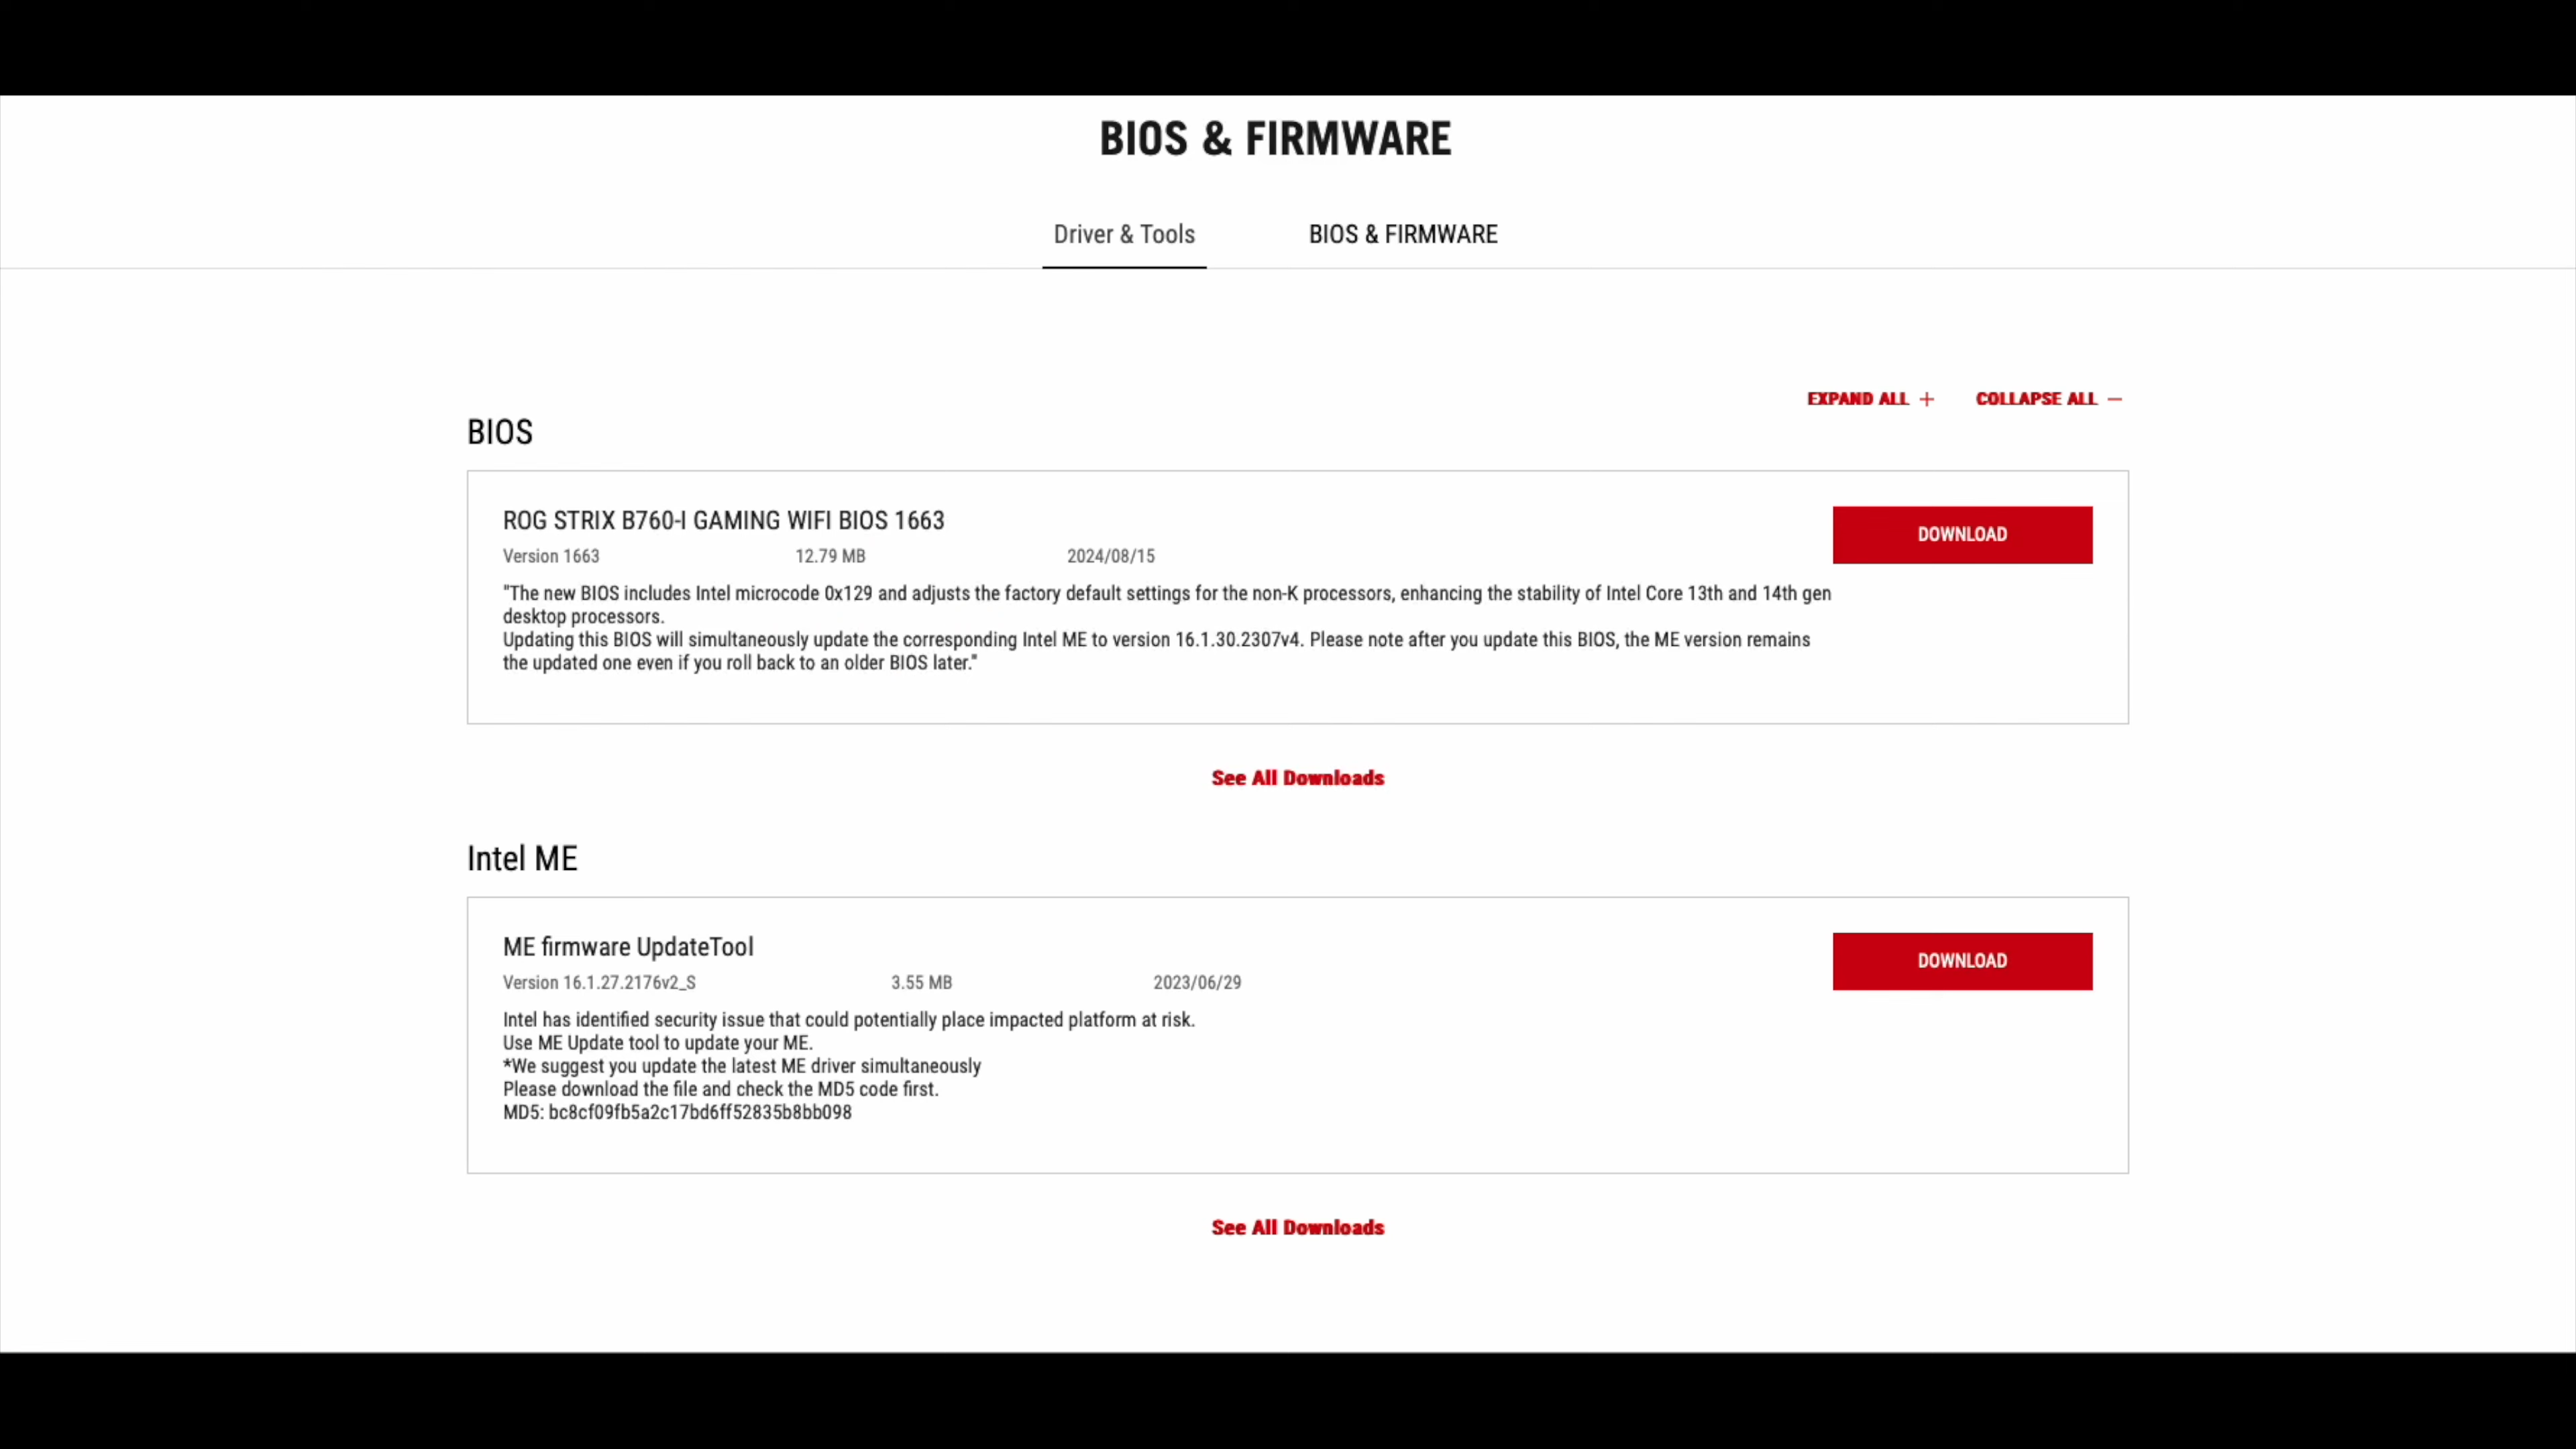 BIOS & FIRMWARE
Driver & Tools
BIOS & FIRMWARE
EXPAND ALL +
COLLAPSE ALL −
BIOS
ROG STRIX B760-I GAMING WIFI BIOS 1663
DOWNLOAD
Version 1663
12.79 MB
2024/08/15
"The new BIOS includes Intel microcode 0x129 and adjusts the factory default settings for the non-K processors, enhancing the stability of Intel Core 13th and 14th gen
desktop processors.
Updating this BIOS will simultaneously update the corresponding Intel ME to version 16.1.30.2307v4. Please note after you update this BIOS, the ME version remains
the updated one even if you roll back to an older BIOS later."
See All Downloads
Intel ME
ME firmware UpdateTool
DOWNLOAD
Version 16.1.27.2176v2_S
3.55 MB
2023/06/29
Intel has identified security issue that could potentially place impacted platform at risk.
Use ME Update tool to update your ME.
*We suggest you update the latest ME driver simultaneously
Please download the file and check the MD5 code first.
MD5: bc8cf09fb5a2c17bd6ff52835b8bb098
See All Downloads